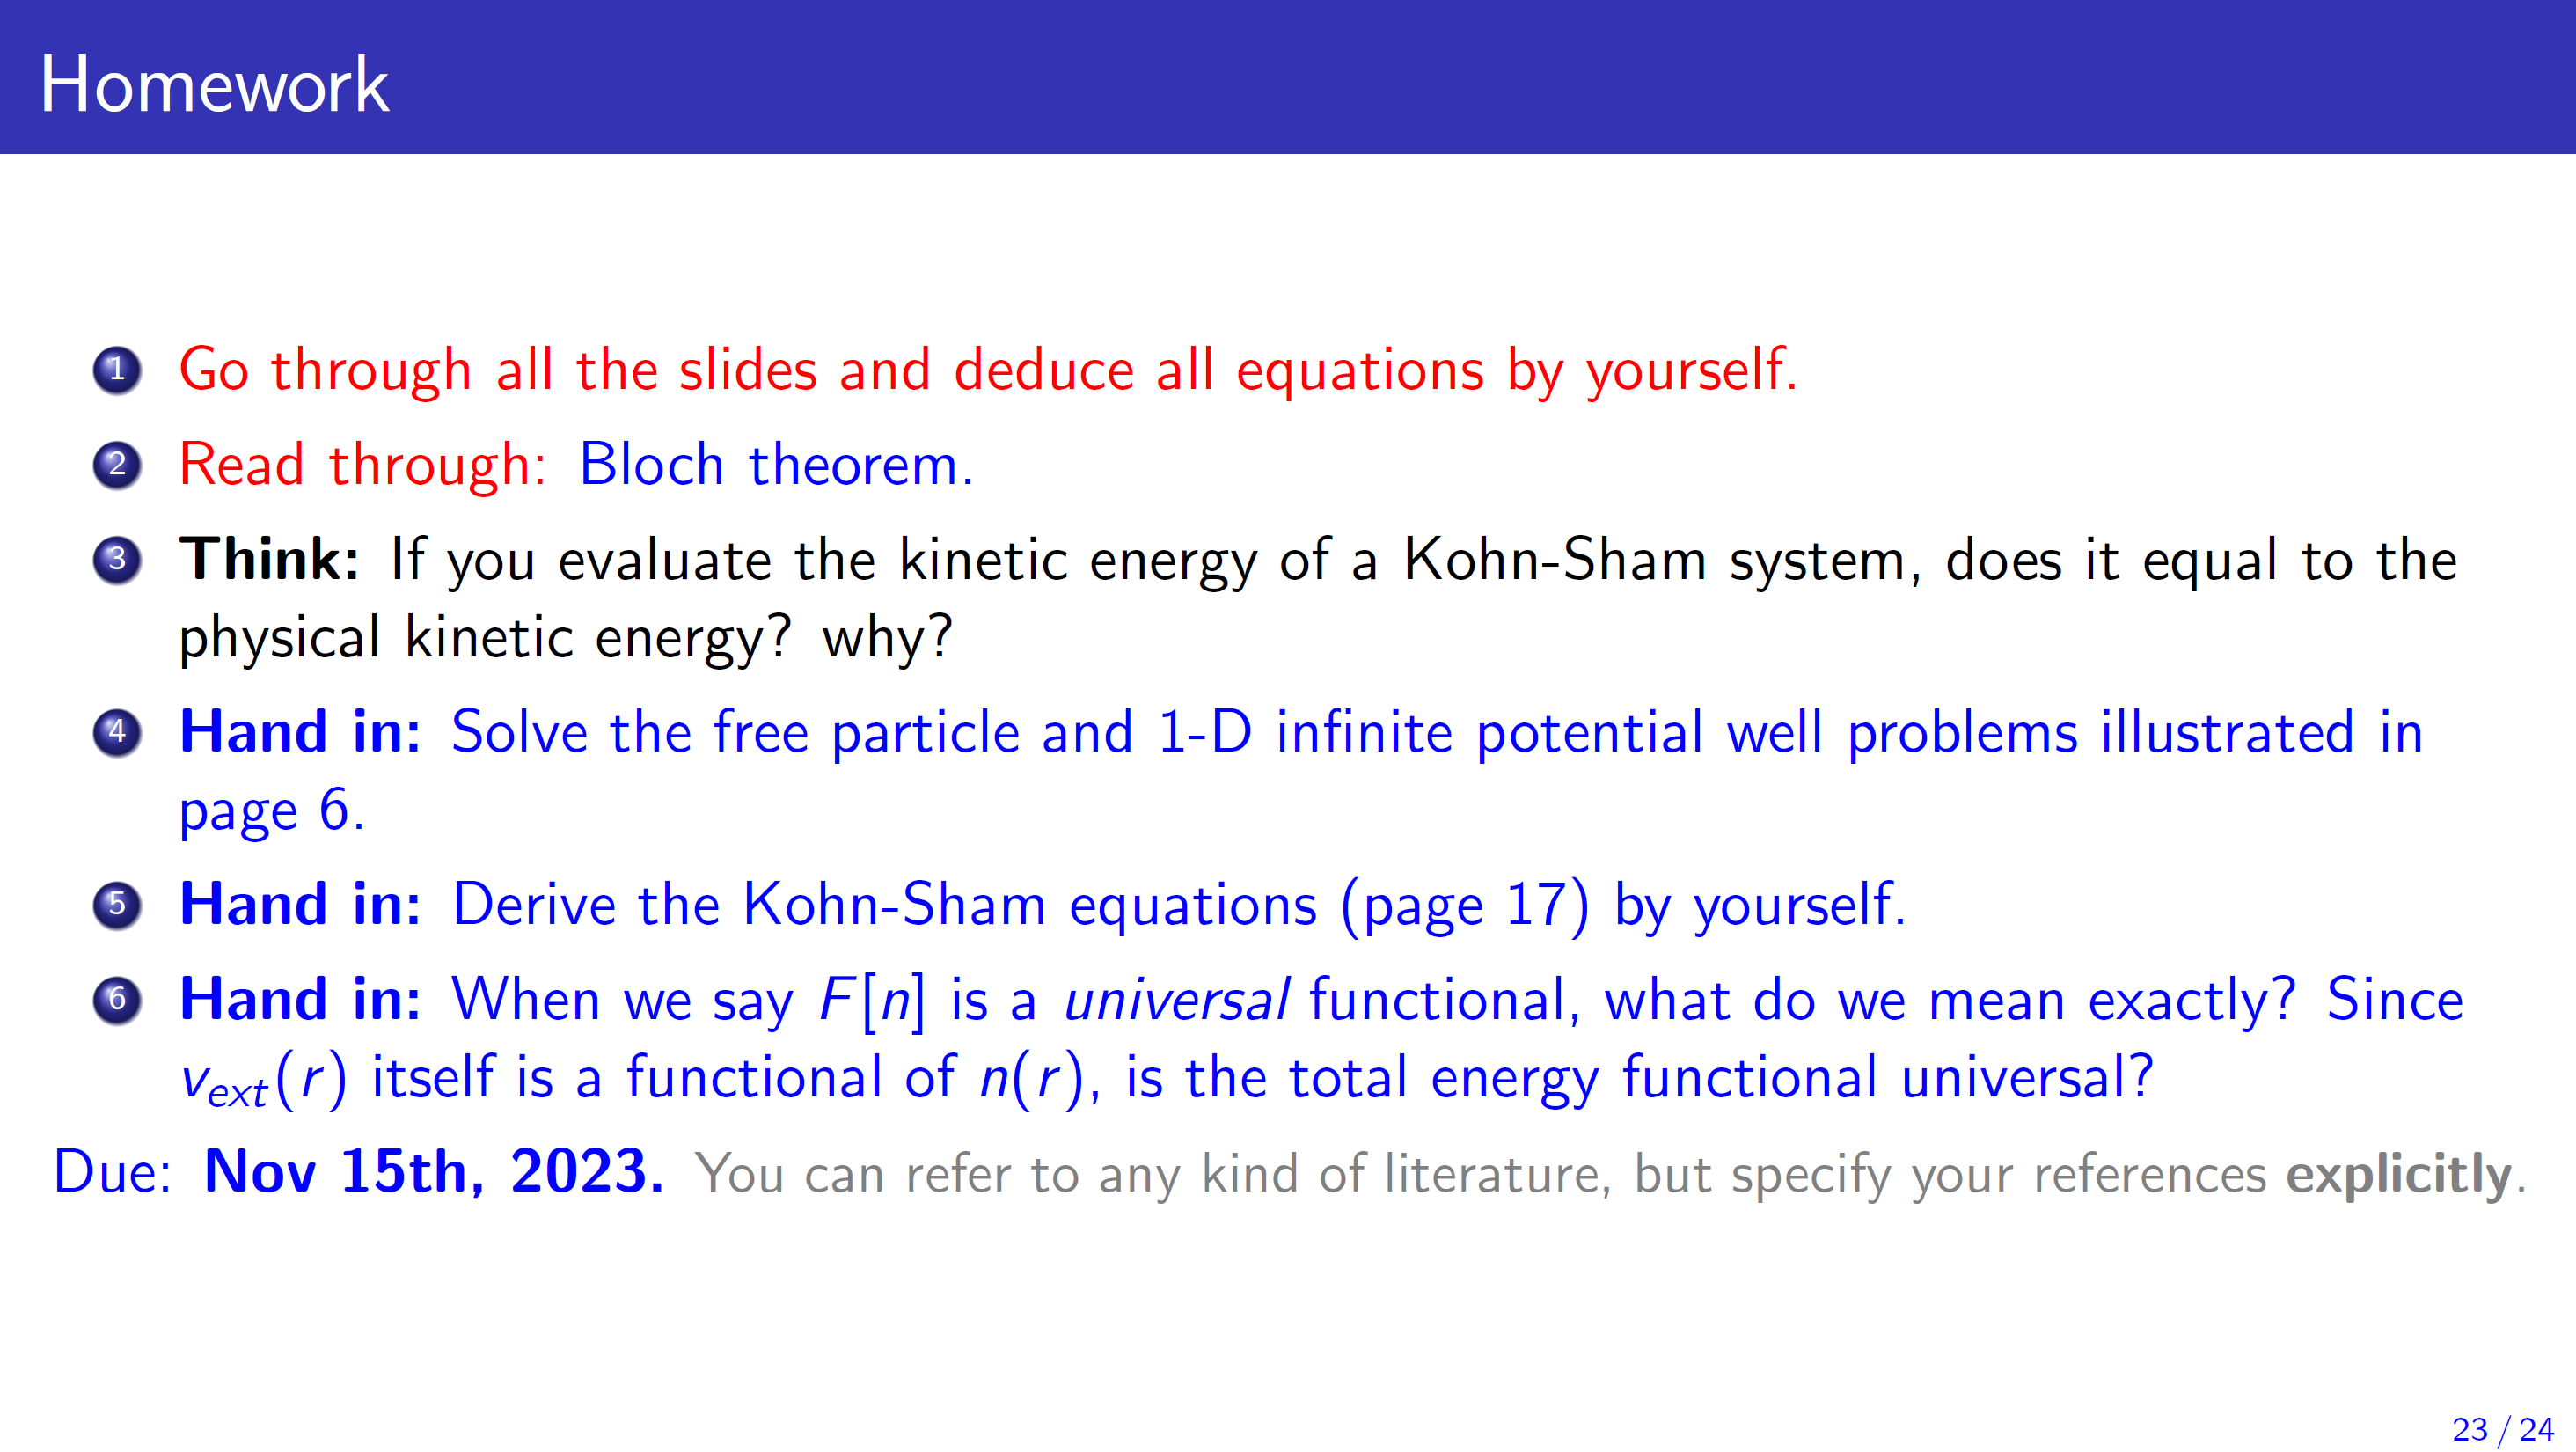 Homework
1 Go through all the slides and deduce all equations by yourself.
2 Read through: Bloch theorem.
3 Think: If you evaluate the kinetic energy of a Kohn-Sham system, does it equal to the
physical kinetic energy? why?
4 Hand in: Solve the free particle and 1-D infinite potential well problems illustrated in
page 6.
5 Hand in: Derive the Kohn-Sham equations (page 17) by yourself.
6 Hand in: When we say F[n] is a universal functional, what do we mean exactly? Since
v_ext(r) itself is a functional of n(r), is the total energy functional universal?
Due: Nov 15th, 2023. You can refer to any kind of literature, but specify your references explicitly.
23 / 24